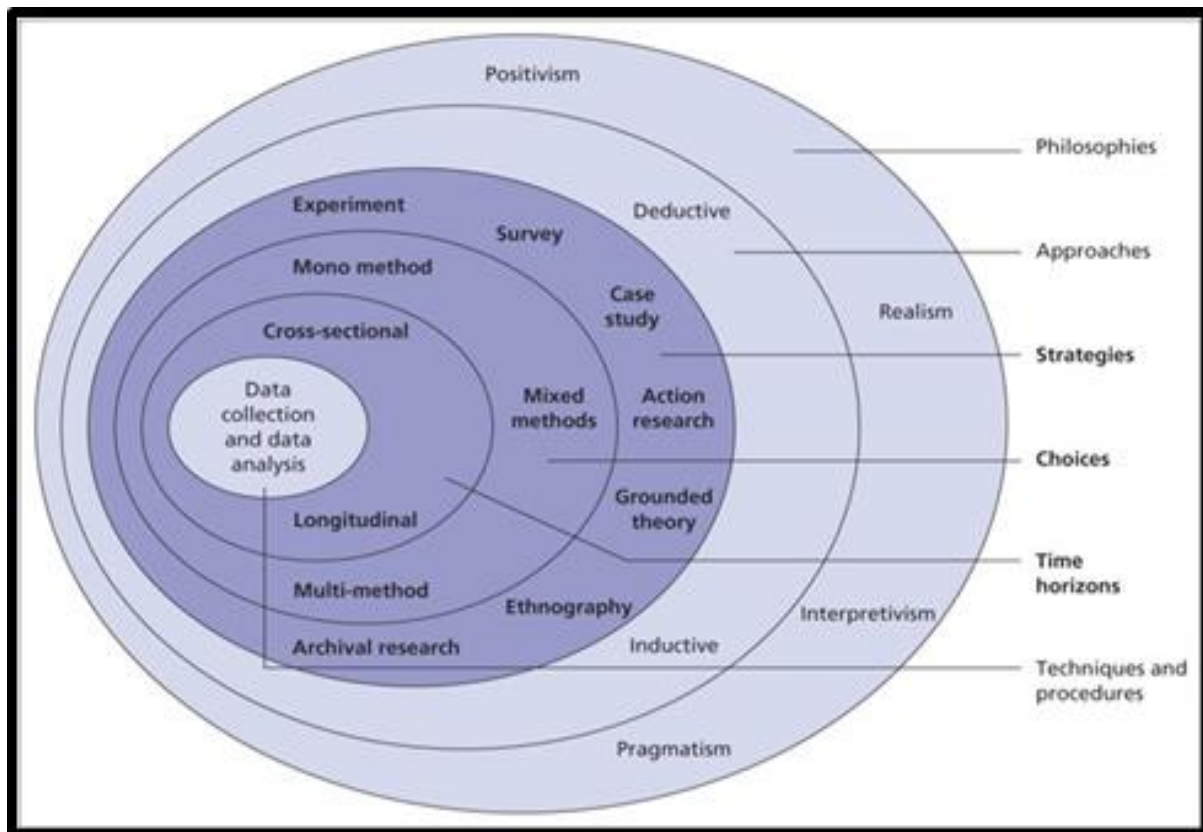 Positivism
Philosophies
Experiment
Deductive
Survey
Approaches
Mono method
Case
study
Realism
Cross-sectional
Strategies
Data
collection
and data
analysis
Mixed
methods
Action
research
Choices
Longitudinal
Grounded
theory
Time
horizons
Multi-method
Ethnography
Interpretivism
Archival research
Inductive
Techniques and
procedures
Pragmatism